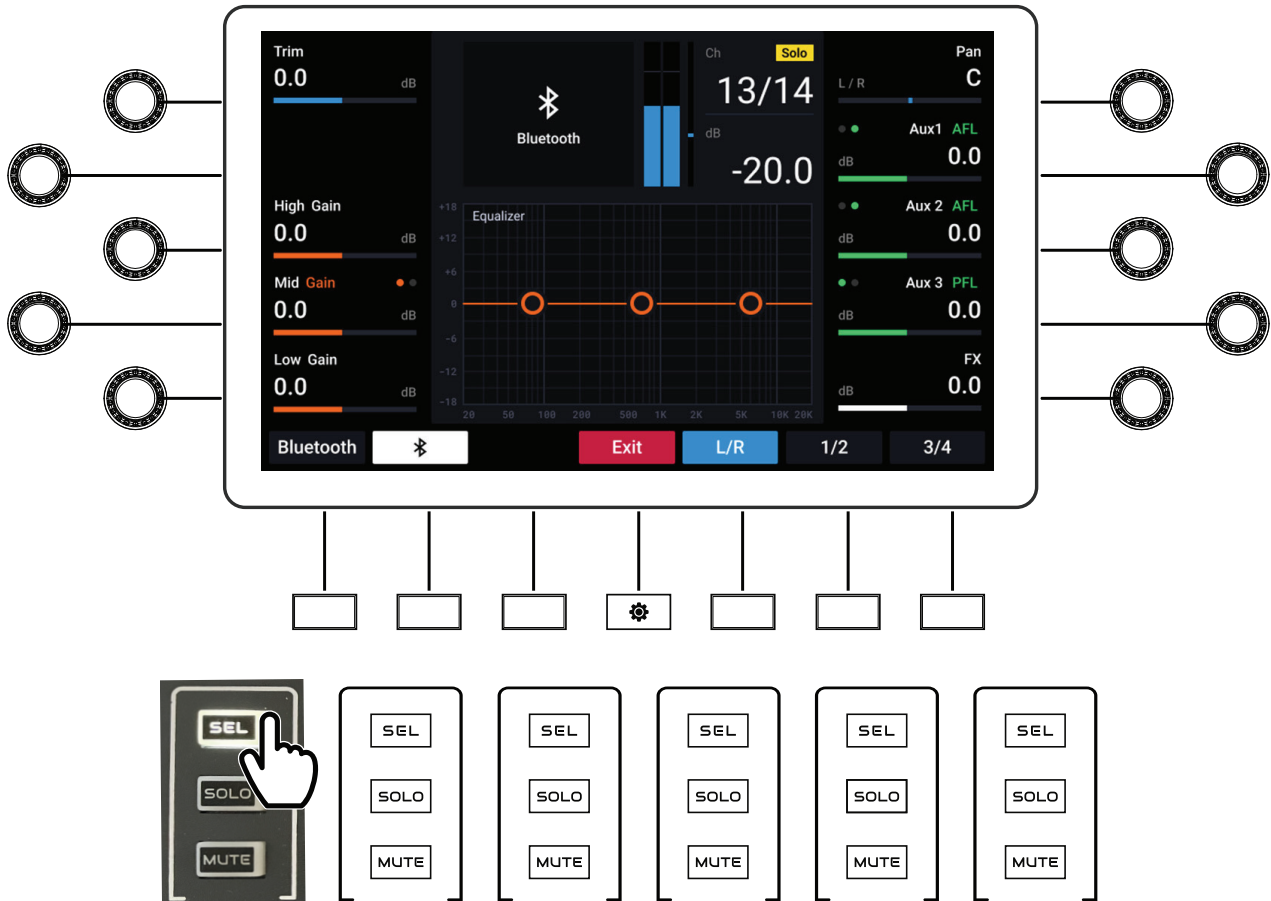 Trim
0.0 dB
High Gain
0.0 dB
Mid Gain
0.0 dB
Low Gain
0.0 dB
Bluetooth
Ch Solo
13/14
dB
-20.0
Equalizer
+18
+12
+6
0
-6
-12
-18
20 50 100 200 500 1K 2K 5K 10K 20K
Pan
L / R C
Aux1 AFL
dB 0.0
Aux 2 AFL
dB 0.0
Aux 3 PFL
dB 0.0
FX
dB 0.0
Bluetooth Exit L/R 1/2 3/4
SEL SEL SEL SEL SEL SEL
SOLO SOLO SOLO SOLO SOLO SOLO
MUTE MUTE MUTE MUTE MUTE MUTE